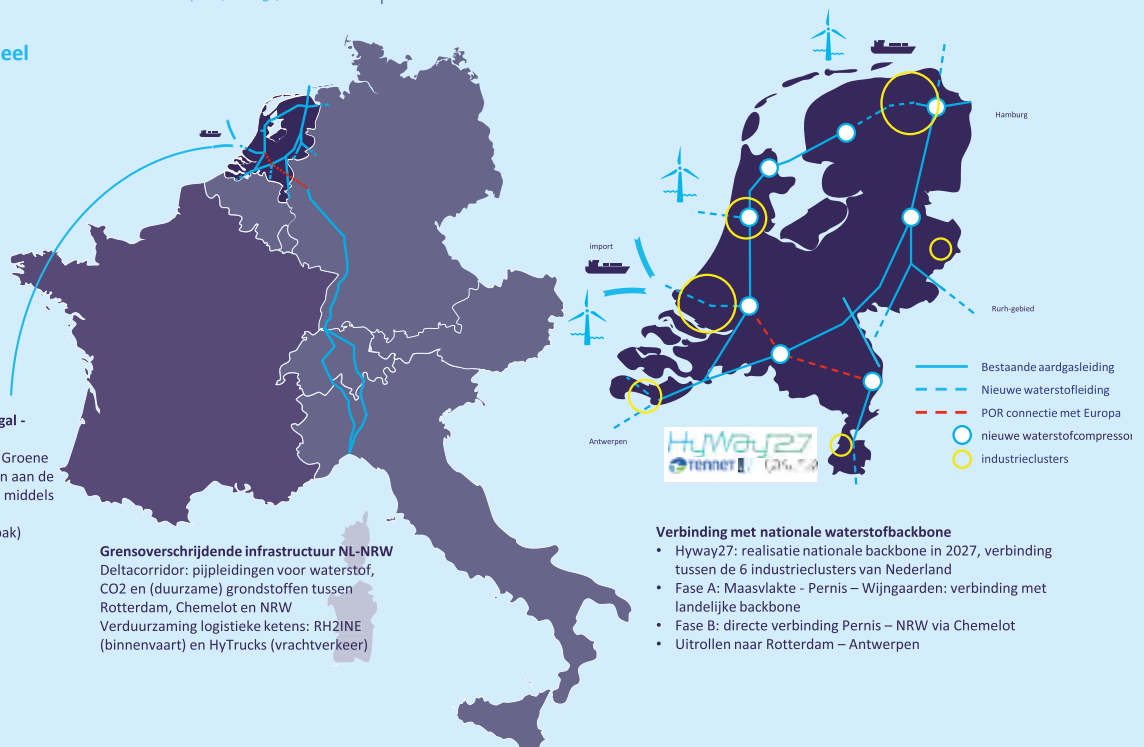 eel
gal -
Groene
n aan de
middels
oak)
Grensoverschrijdende infrastructuur NL-NRW
Deltacorridor: pijpleidingen voor waterstof,
CO2 en (duurzame) grondstoffen tussen
Rotterdam, Chemelot en NRW
Verduurzaming logistieke ketens: RH2INE
(binnenvaart) en HyTrucks (vrachtverkeer)
import
Hamburg
Rurh-gebied
Antwerpen
Bestaande aardgasleiding
Nieuwe waterstofleiding
POR connectie met Europa
nieuwe waterstofcompressor
industrieclusters
HyWay27
TENNET
Verbinding met nationale waterstofbackbone
• Hyway27: realisatie nationale backbone in 2027, verbinding
tussen de 6 industrieclusters van Nederland
• Fase A: Maasvlakte - Pernis – Wijngaarden: verbinding met
landelijke backbone
• Fase B: directe verbinding Pernis – NRW via Chemelot
• Uitrollen naar Rotterdam – Antwerpen